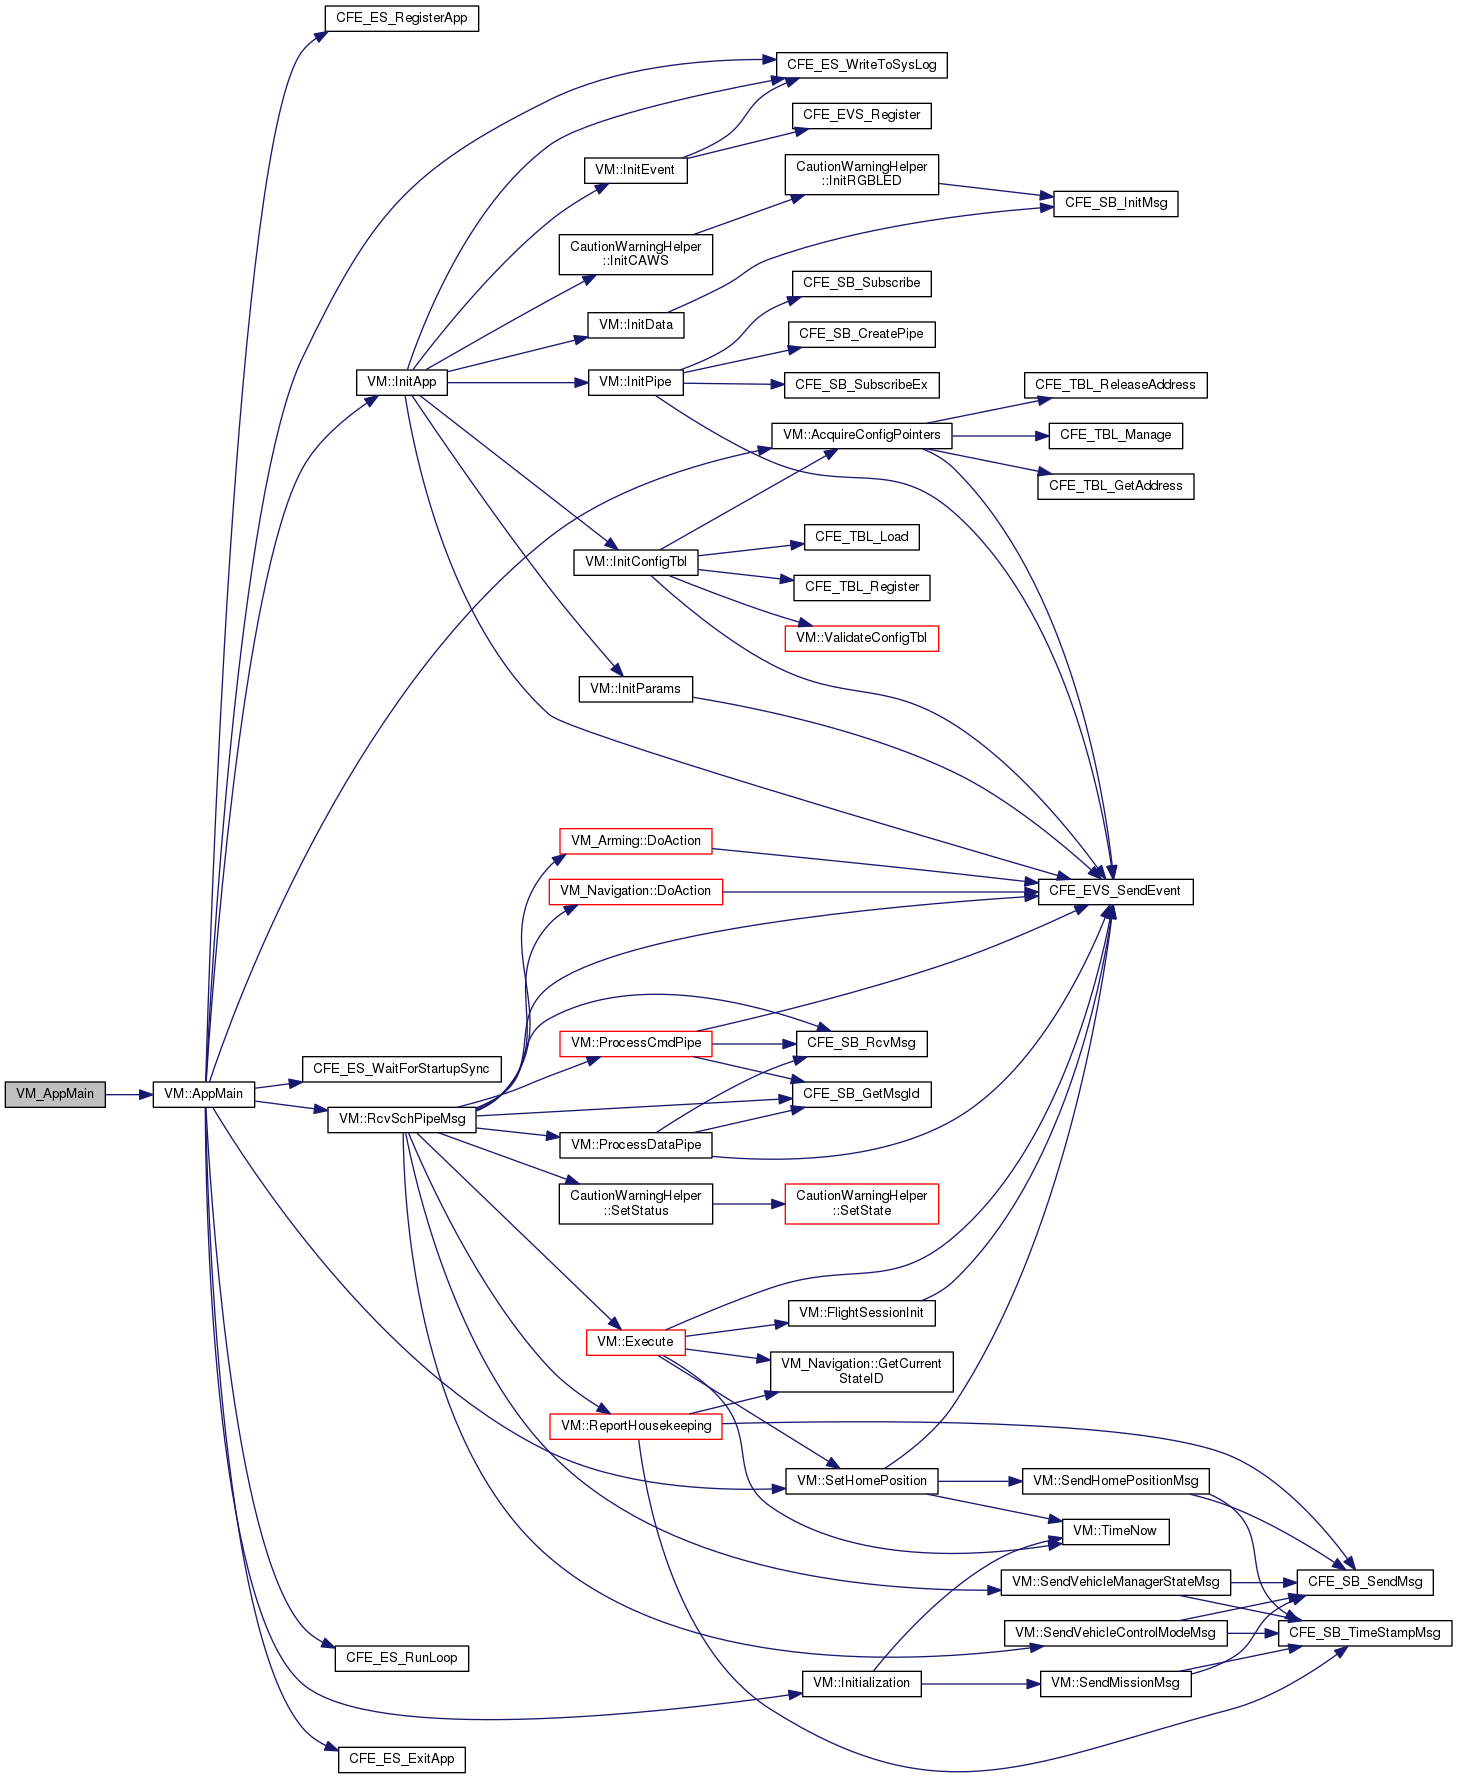 CFE_ES_RegisterApp
CFE_ES_WriteToSysLog
CFE_EVS_Register
VM::InitEvent
CautionWarningHelper
::InitRGBLED
CFE_SB_InitMsg
CautionWarningHelper
::InitCAWS
CFE_SB_Subscribe
VM::InitData
CFE_SB_CreatePipe
VM::InitApp
VM::InitPipe
CFE_SB_SubscribeEx
CFE_TBL_ReleaseAddress
VM::AcquireConfigPointers
CFE_TBL_Manage
CFE_TBL_GetAddress
CFE_TBL_Load
VM::InitConfigTbl
CFE_TBL_Register
VM::ValidateConfigTbl
VM::InitParams
VM_Arming::DoAction
VM_Navigation::DoAction
CFE_EVS_SendEvent
VM::ProcessCmdPipe
CFE_SB_RcvMsg
CFE_ES_WaitForStartupSync
VM_AppMain
VM::AppMain
CFE_SB_GetMsgId
VM::RcvSchPipeMsg
VM::ProcessDataPipe
CautionWarningHelper
::SetStatus
CautionWarningHelper
::SetState
VM::FlightSessionInit
VM::Execute
VM_Navigation::GetCurrent
StateID
VM::ReportHousekeeping
VM::SetHomePosition
VM::SendHomePositionMsg
VM::TimeNow
VM::SendVehicleManagerStateMsg
CFE_SB_SendMsg
VM::SendVehicleControlModeMsg
CFE_SB_TimeStampMsg
CFE_ES_RunLoop
VM::Initialization
VM::SendMissionMsg
CFE_ES_ExitApp